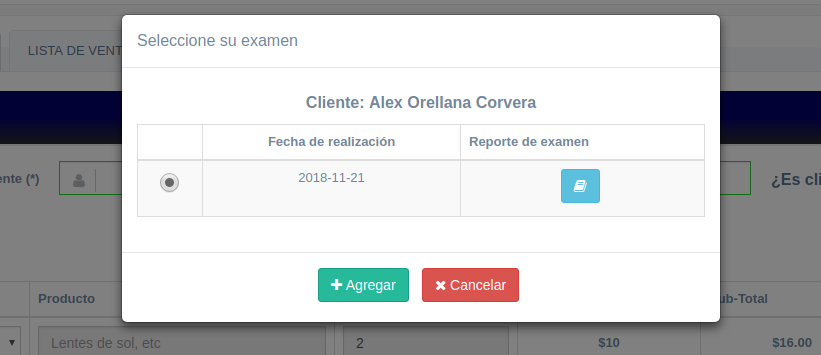 Seleccione su examen
LISTA DE VENT
Cliente: Alex Orellana Corvera
Fecha de realización Reporte de examen
ente (*)
2018-11-21
¿Es cli
Agregar Cancelar
Producto
ub-Total
Lentes de sol, etc 2 $10 $16.00